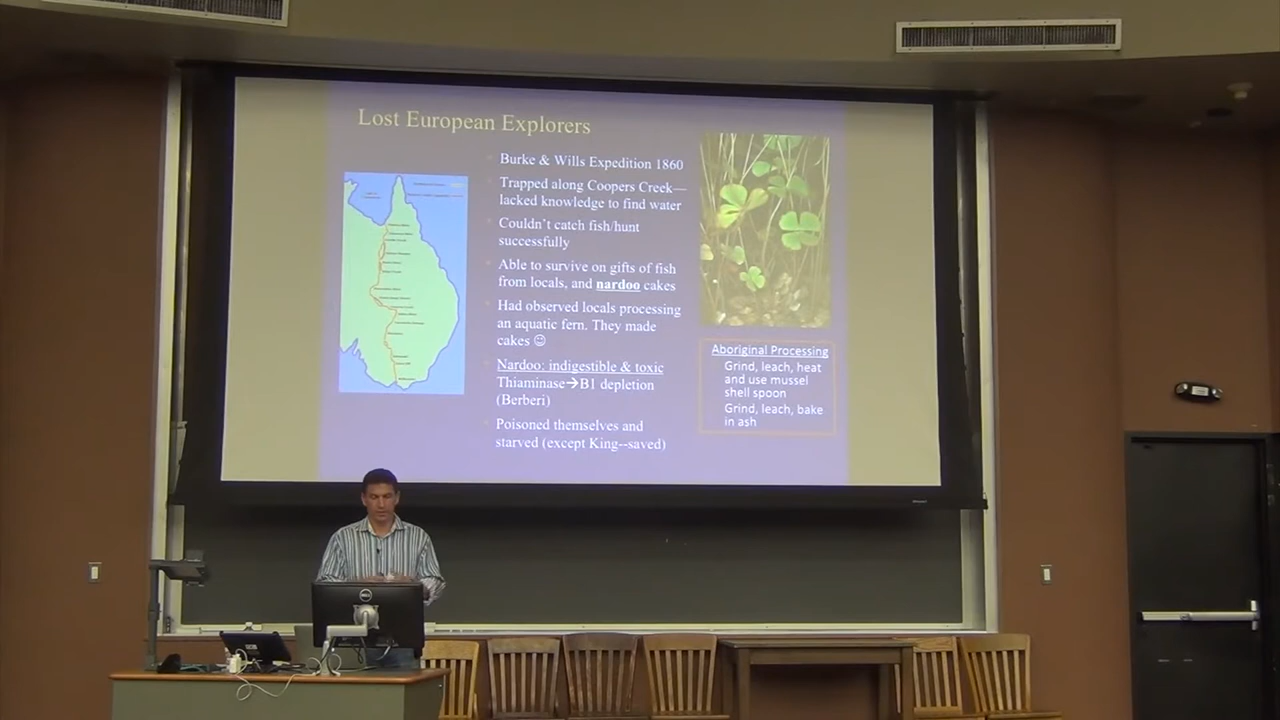 Lost European Explorers
Burke & Wills Expedition 1860
Trapped along Coopers Creek—
lacked knowledge to find water
Couldn't catch fish/hunt
successfully
Able to survive on gifts of fish
from locals, and nardoo cakes
Had observed locals processing
an aquatic fern. They made
cakes ☺
Nardoo: indigestible & toxic
Thiaminase→B1 depletion
(Berberi)
Poisoned themselves and
starved (except King--saved)
Aboriginal Processing
Grind, leach, heat
and use mussel
shell spoon
Grind, leach, bake
in ash
DELL